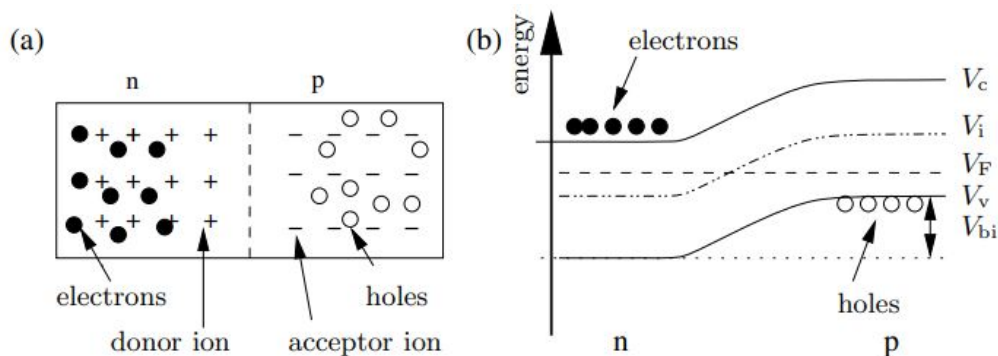 (a)
n p
+ + + +
− − − −
+ + + +
− − − −
+ + + +
− − − −
electrons
holes
donor ion
acceptor ion
(b)
energy
electrons
V_c
V_i
V_F
V_v
V_bi
holes
n p